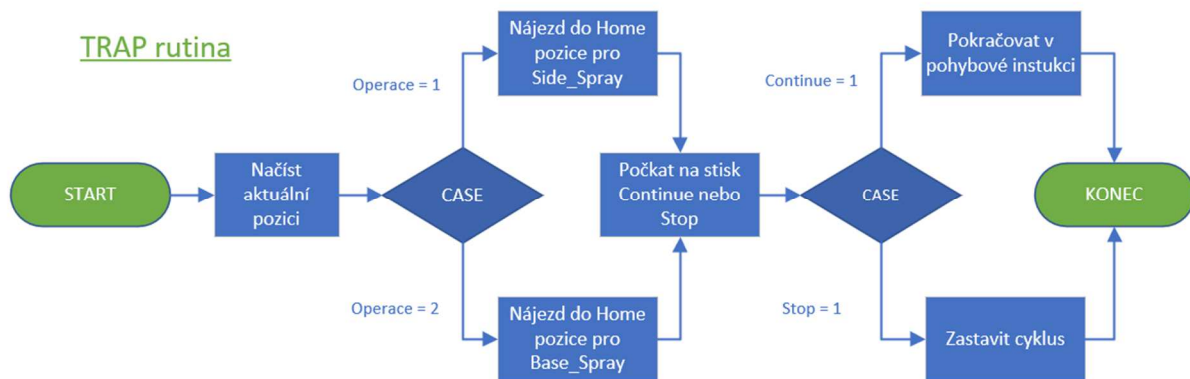 TRAP rutina
START
Načíst
aktuální
pozici
CASE
Operace = 1
Nájezd do Home
pozice pro
Side_Spray
Operace = 2
Nájezd do Home
pozice pro
Base_Spray
Počkat na stisk
Continue nebo
Stop
CASE
Continue = 1
Pokračovat v
pohybové instukci
Stop = 1
Zastavit cyklus
KONEC